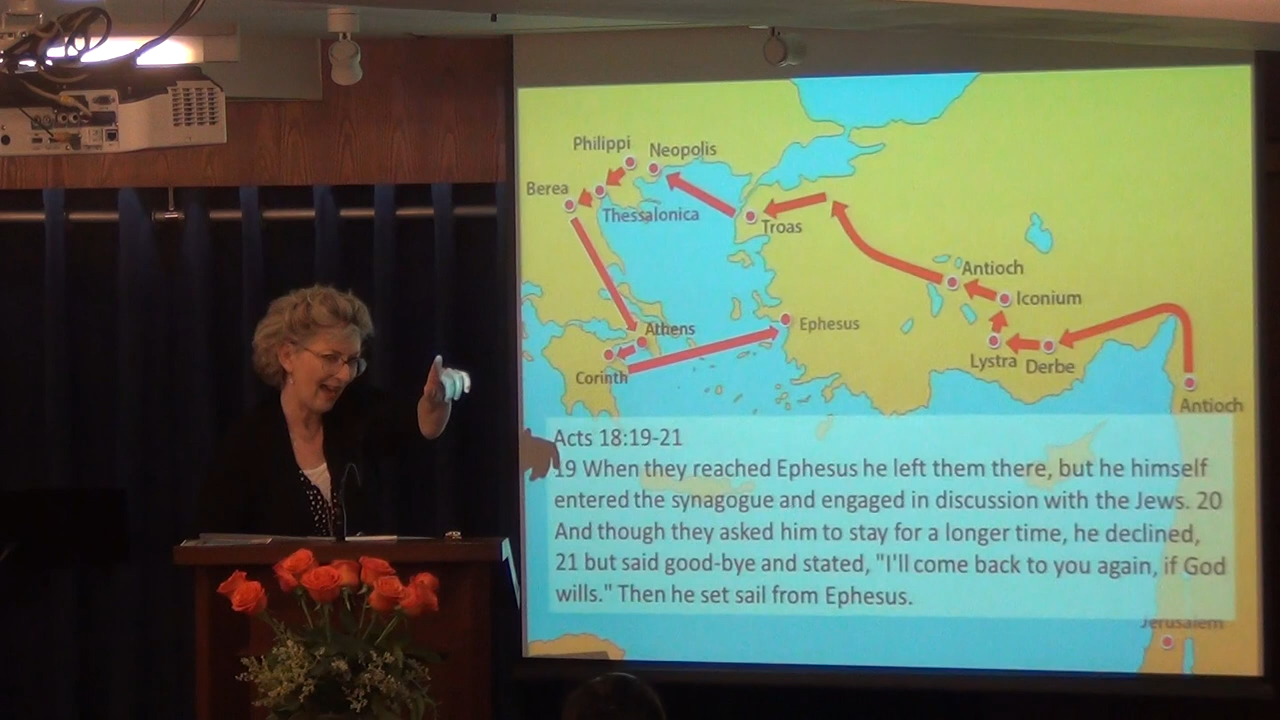 Philippi
Neopolis
Berea
Thessalonica
Troas
Antioch
Iconium
Athens
Ephesus
Lystra
Derbe
Corinth
Antioch
Acts 18:19-21
19 When they reached Ephesus he left them there, but he himself
entered the synagogue and engaged in discussion with the Jews. 20
And though they asked him to stay for a longer time, he declined,
21 but said good-bye and stated, "I'll come back to you again, if God
wills." Then he set sail from Ephesus.
Jerusalem